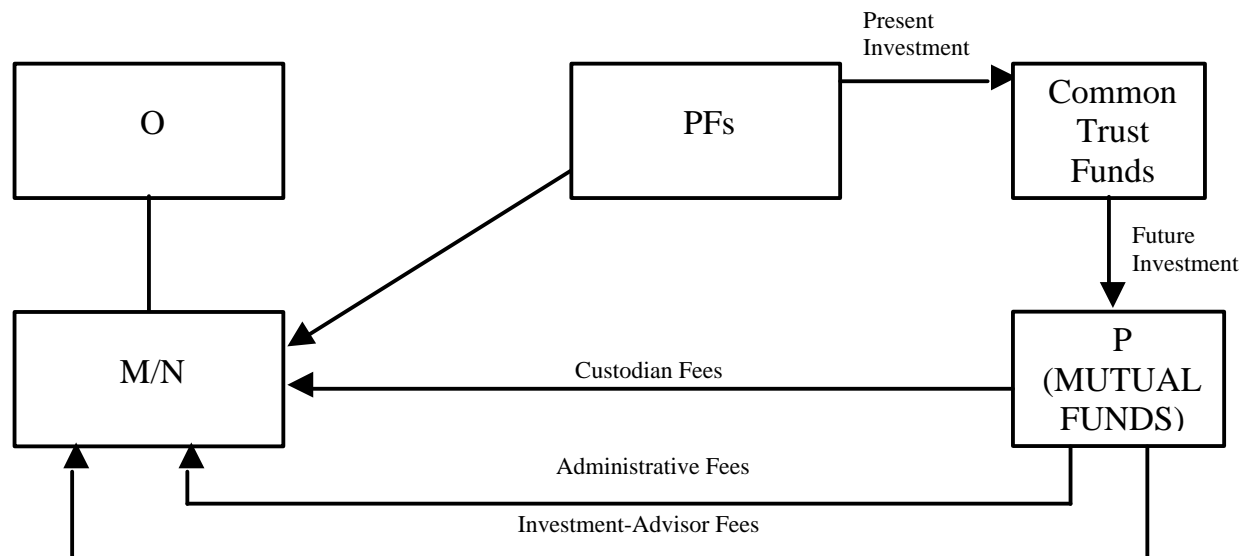 Present
Investment
O
PFs
Common
Trust
Funds
Future
Investment
M/N
P
(MUTUAL
FUNDS)
Custodian Fees
Administrative Fees
Investment-Advisor Fees